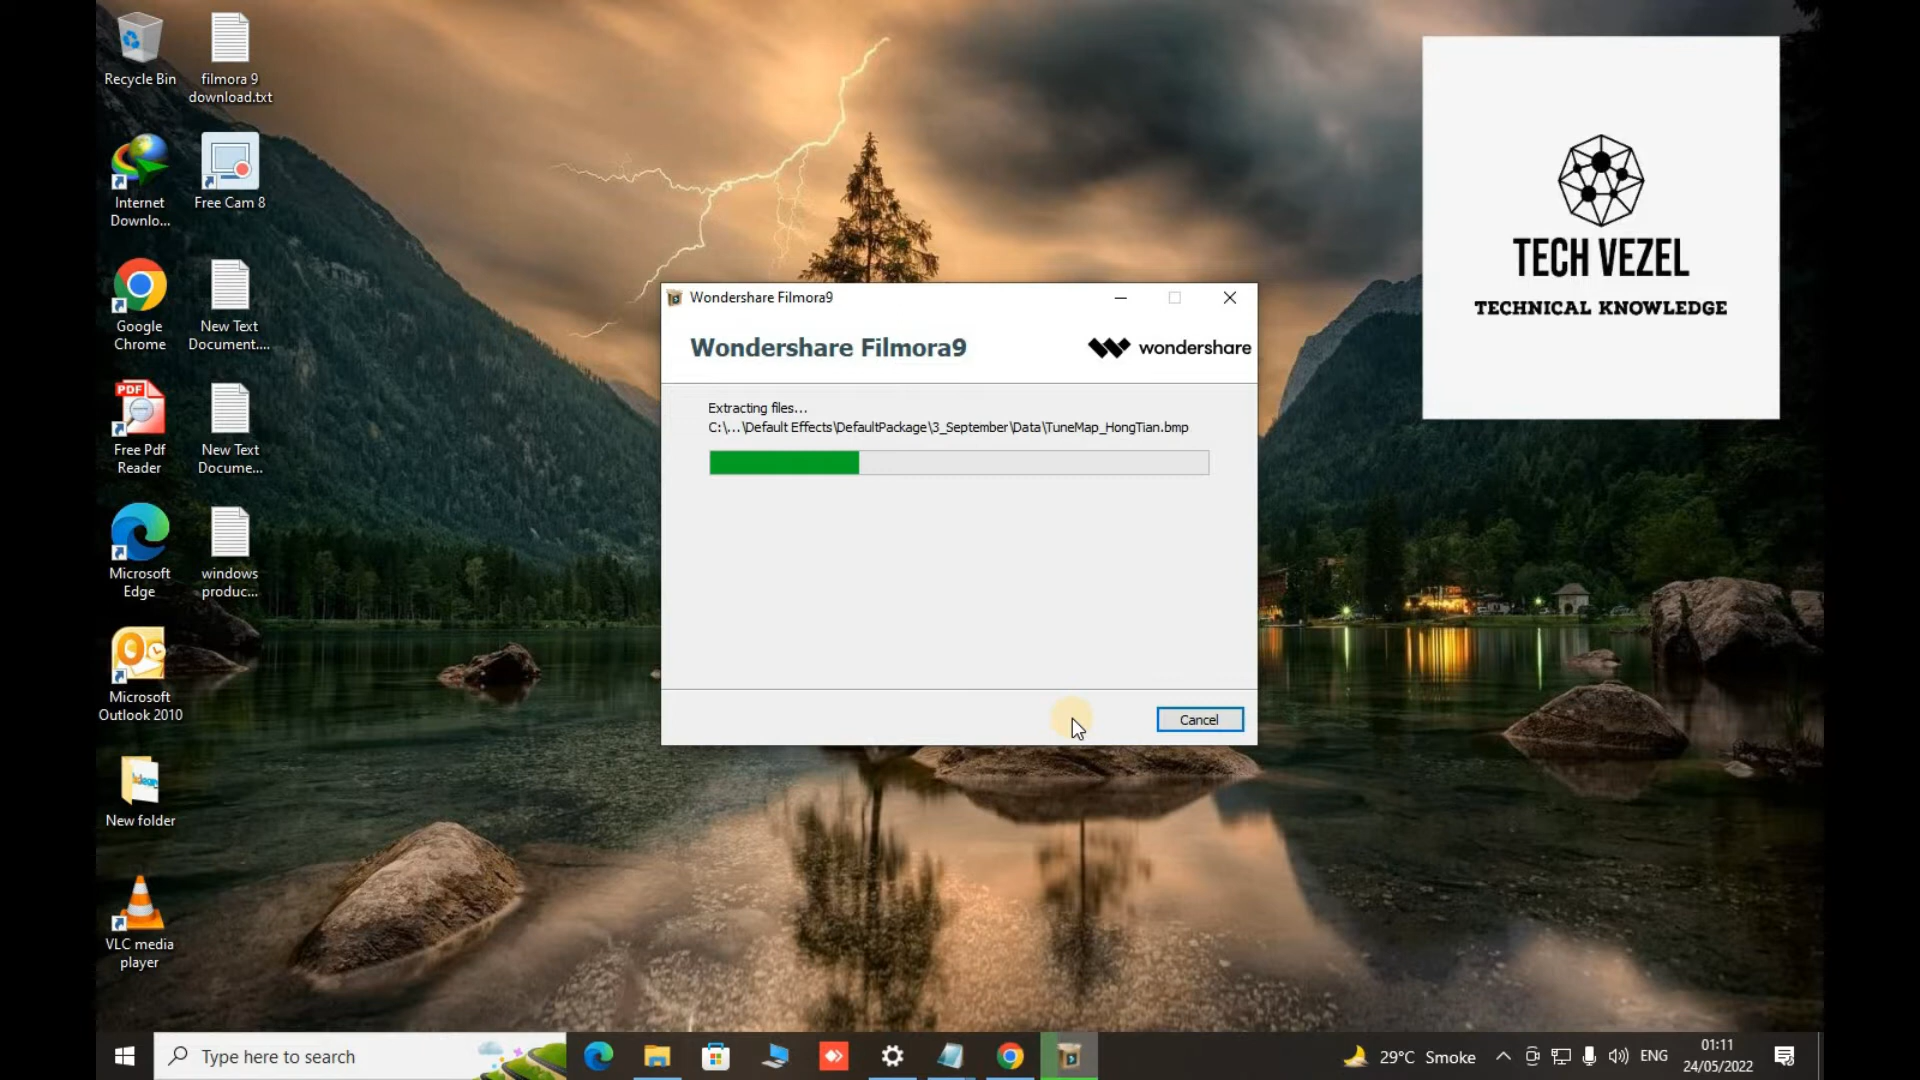 Recycle Bin
filmora 9
download.txt
Internet
Downlo...
Free Cam 8
Google
Chrome
New Text
Document....
PDF
Free Pdf
Reader
New Text
Docume...
Microsoft
Edge
windows
produc...
Microsoft
Outlook 2010
New folder
VLC media
player
TECH VEZEL
TECHNICAL KNOWLEDGE
Wondershare Filmora9
Wondershare Filmora9
wondershare
Extracting files...
C:\...\Default Effects\DefaultPackage\3_September\Data\TuneMap_HongTian.bmp
Cancel
Type here to search
29°C Smoke
ENG
01:11
24/05/2022